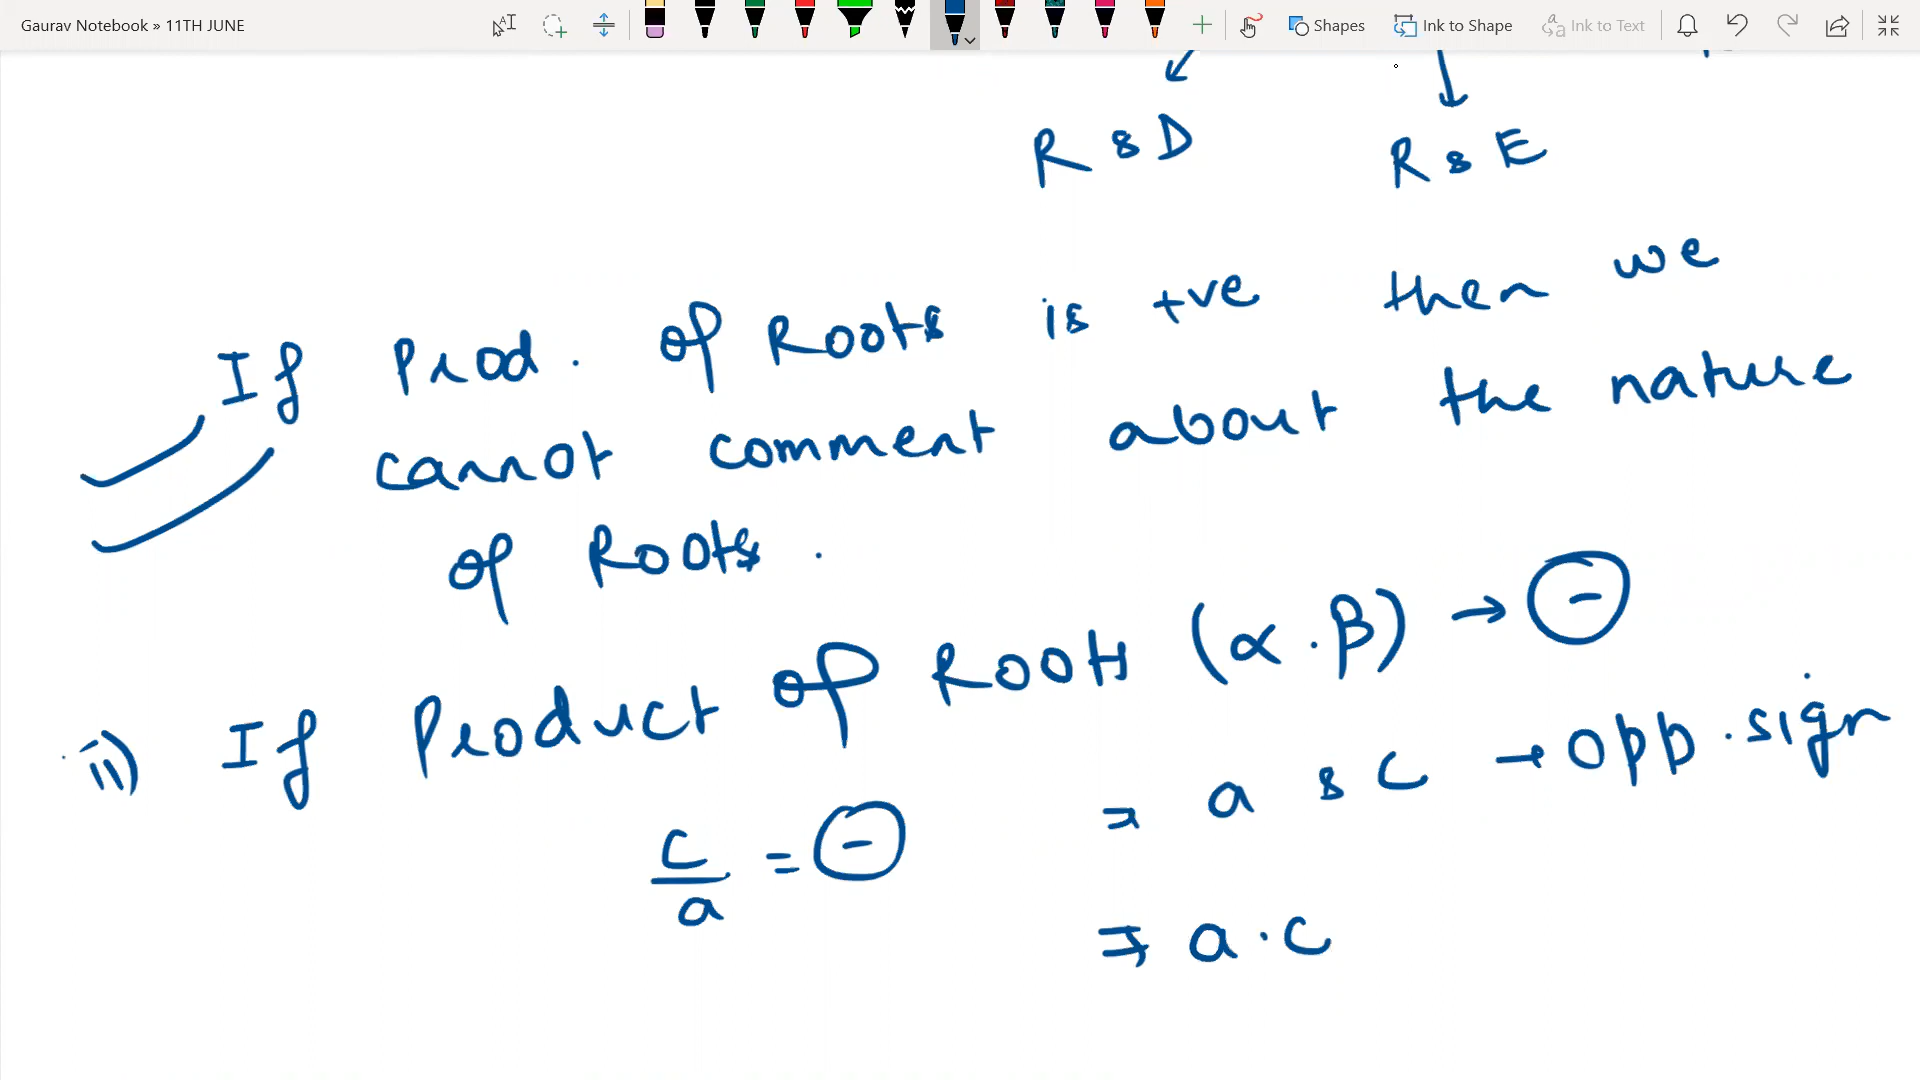 Gaurav Notebook » 11TH JUNE
Shapes
Ink to Shape
Ink to Text
R & D
R & E
If Prod. of Roots is +ve then we
cannot comment about the nature
of Roots.
ii) If Product of Roots (α.β) → ⊖
c/a = ⊖
⇒ a & c → opp. sign
⇒ a.c